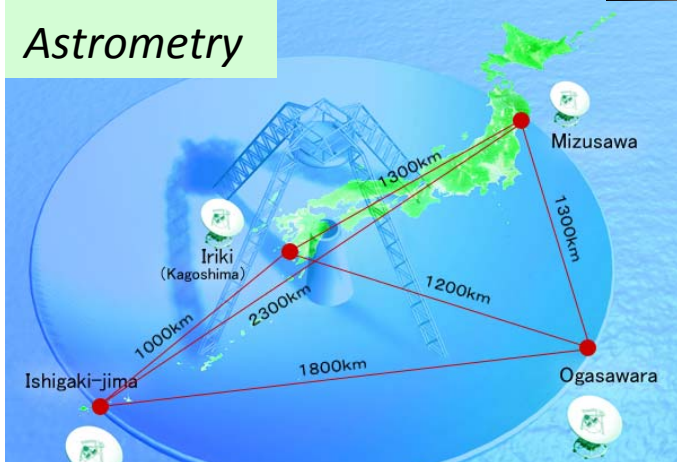 Astrometry
Mizusawa
1300km
1300km
Iriki
(Kagoshima)
1200km
1000km
2300km
1800km
Ishigaki-jima
Ogasawara